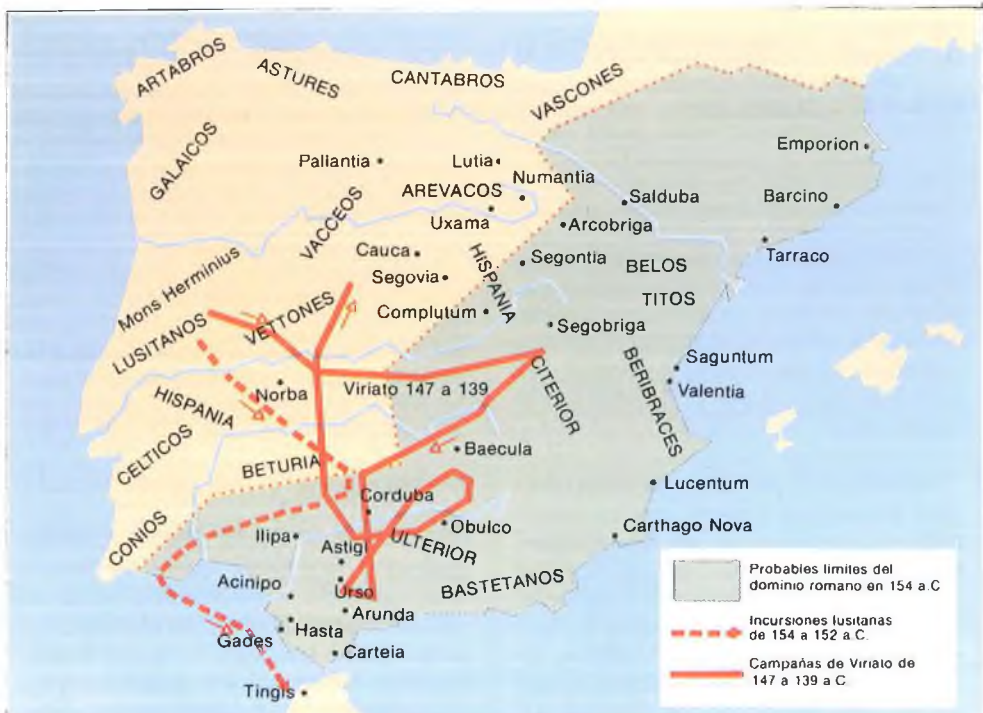 ARTABROS
ASTURES
CANTABROS
VASCONES
GALAICOS
Pallantia
Lutia
Numantia
Emporion
AREVACOS
Salduba
Barcino
Uxama
Arcobriga
VACCEOS
Cauca
Segontia
BELOS
Tarraco
HISPANIA
Segovia
TITOS
Mons Herminius
VETTONES
Complutum
Segobriga
LUSITANOS
Saguntum
Viriato 147 a 139
CITERIOR
BERIBRACES
Valentia
Norba
HISPANIA
Baecula
CELTICOS
BETURIA
Lucentum
Corduba
Obulco
Carthago Nova
CONIOS
Ilipa
ULTERIOR
Astigi
BASTETANOS
Acinipo
Urso
Arunda
Hasta
Gades
Carteia
Tingis
Probables limites del
dominio romano en 154 a.C
Incursiones lusitanas
de 154 a 152 a.C.
Campañas de Viriato de
147 a 139 a C.